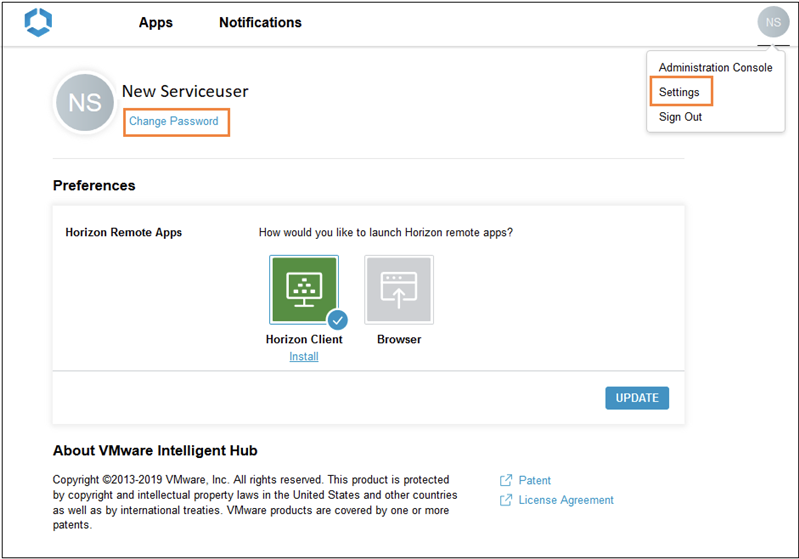 Apps Notifications NS
Administration Console
Settings
Sign Out
NS
New Serviceuser
Change Password
Preferences
Horizon Remote Apps
How would you like to launch Horizon remote apps?
Horizon Client
Install
Browser
UPDATE
About VMware Intelligent Hub
Copyright ©2013-2019 VMware, Inc. All rights reserved. This product is protected
by copyright and intellectual property laws in the United States and other countries
as well as by international treaties. VMware products are covered by one or more
patents.
Patent
License Agreement